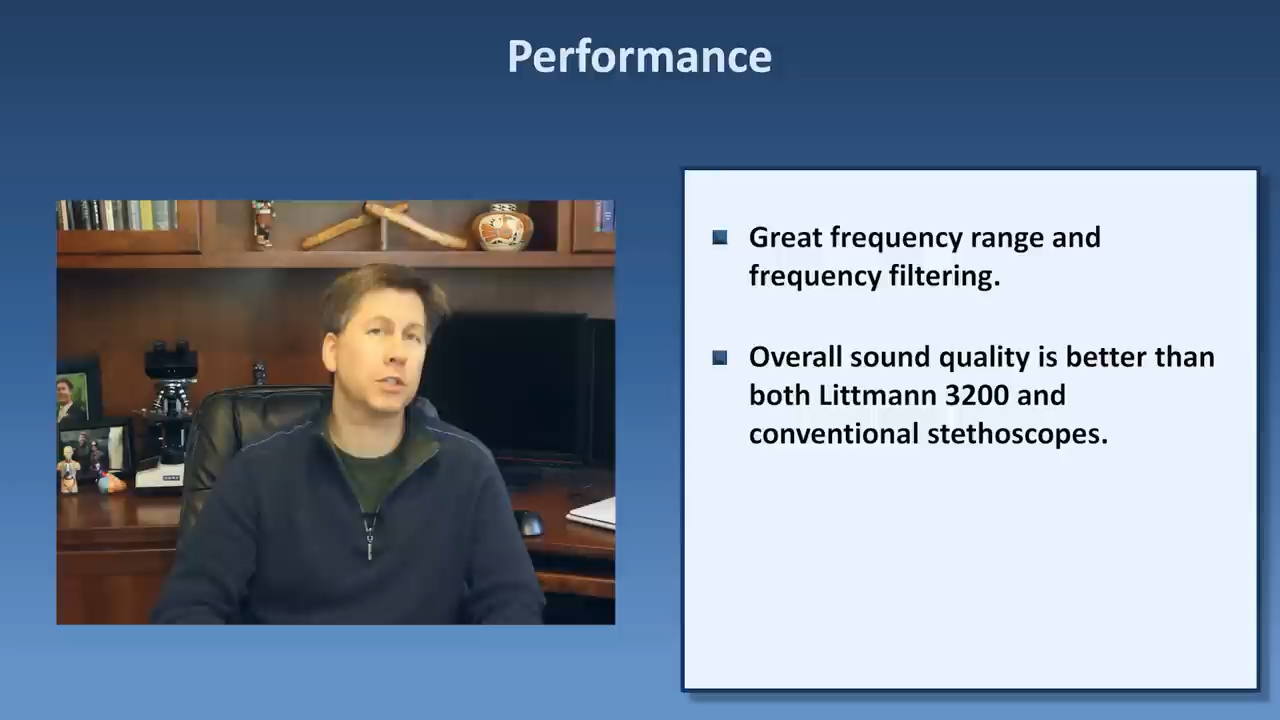 Performance
Great frequency range and
frequency filtering.
Overall sound quality is better than
both Littmann 3200 and
conventional stethoscopes.